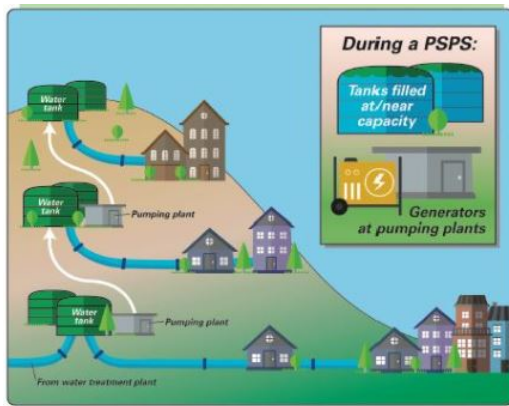 During a PSPS:
Tanks filled
at/near
capacity
Generators
at pumping plants
Water
tank
Water
tank
Pumping plant
Water
tank
Pumping plant
From water treatment plant